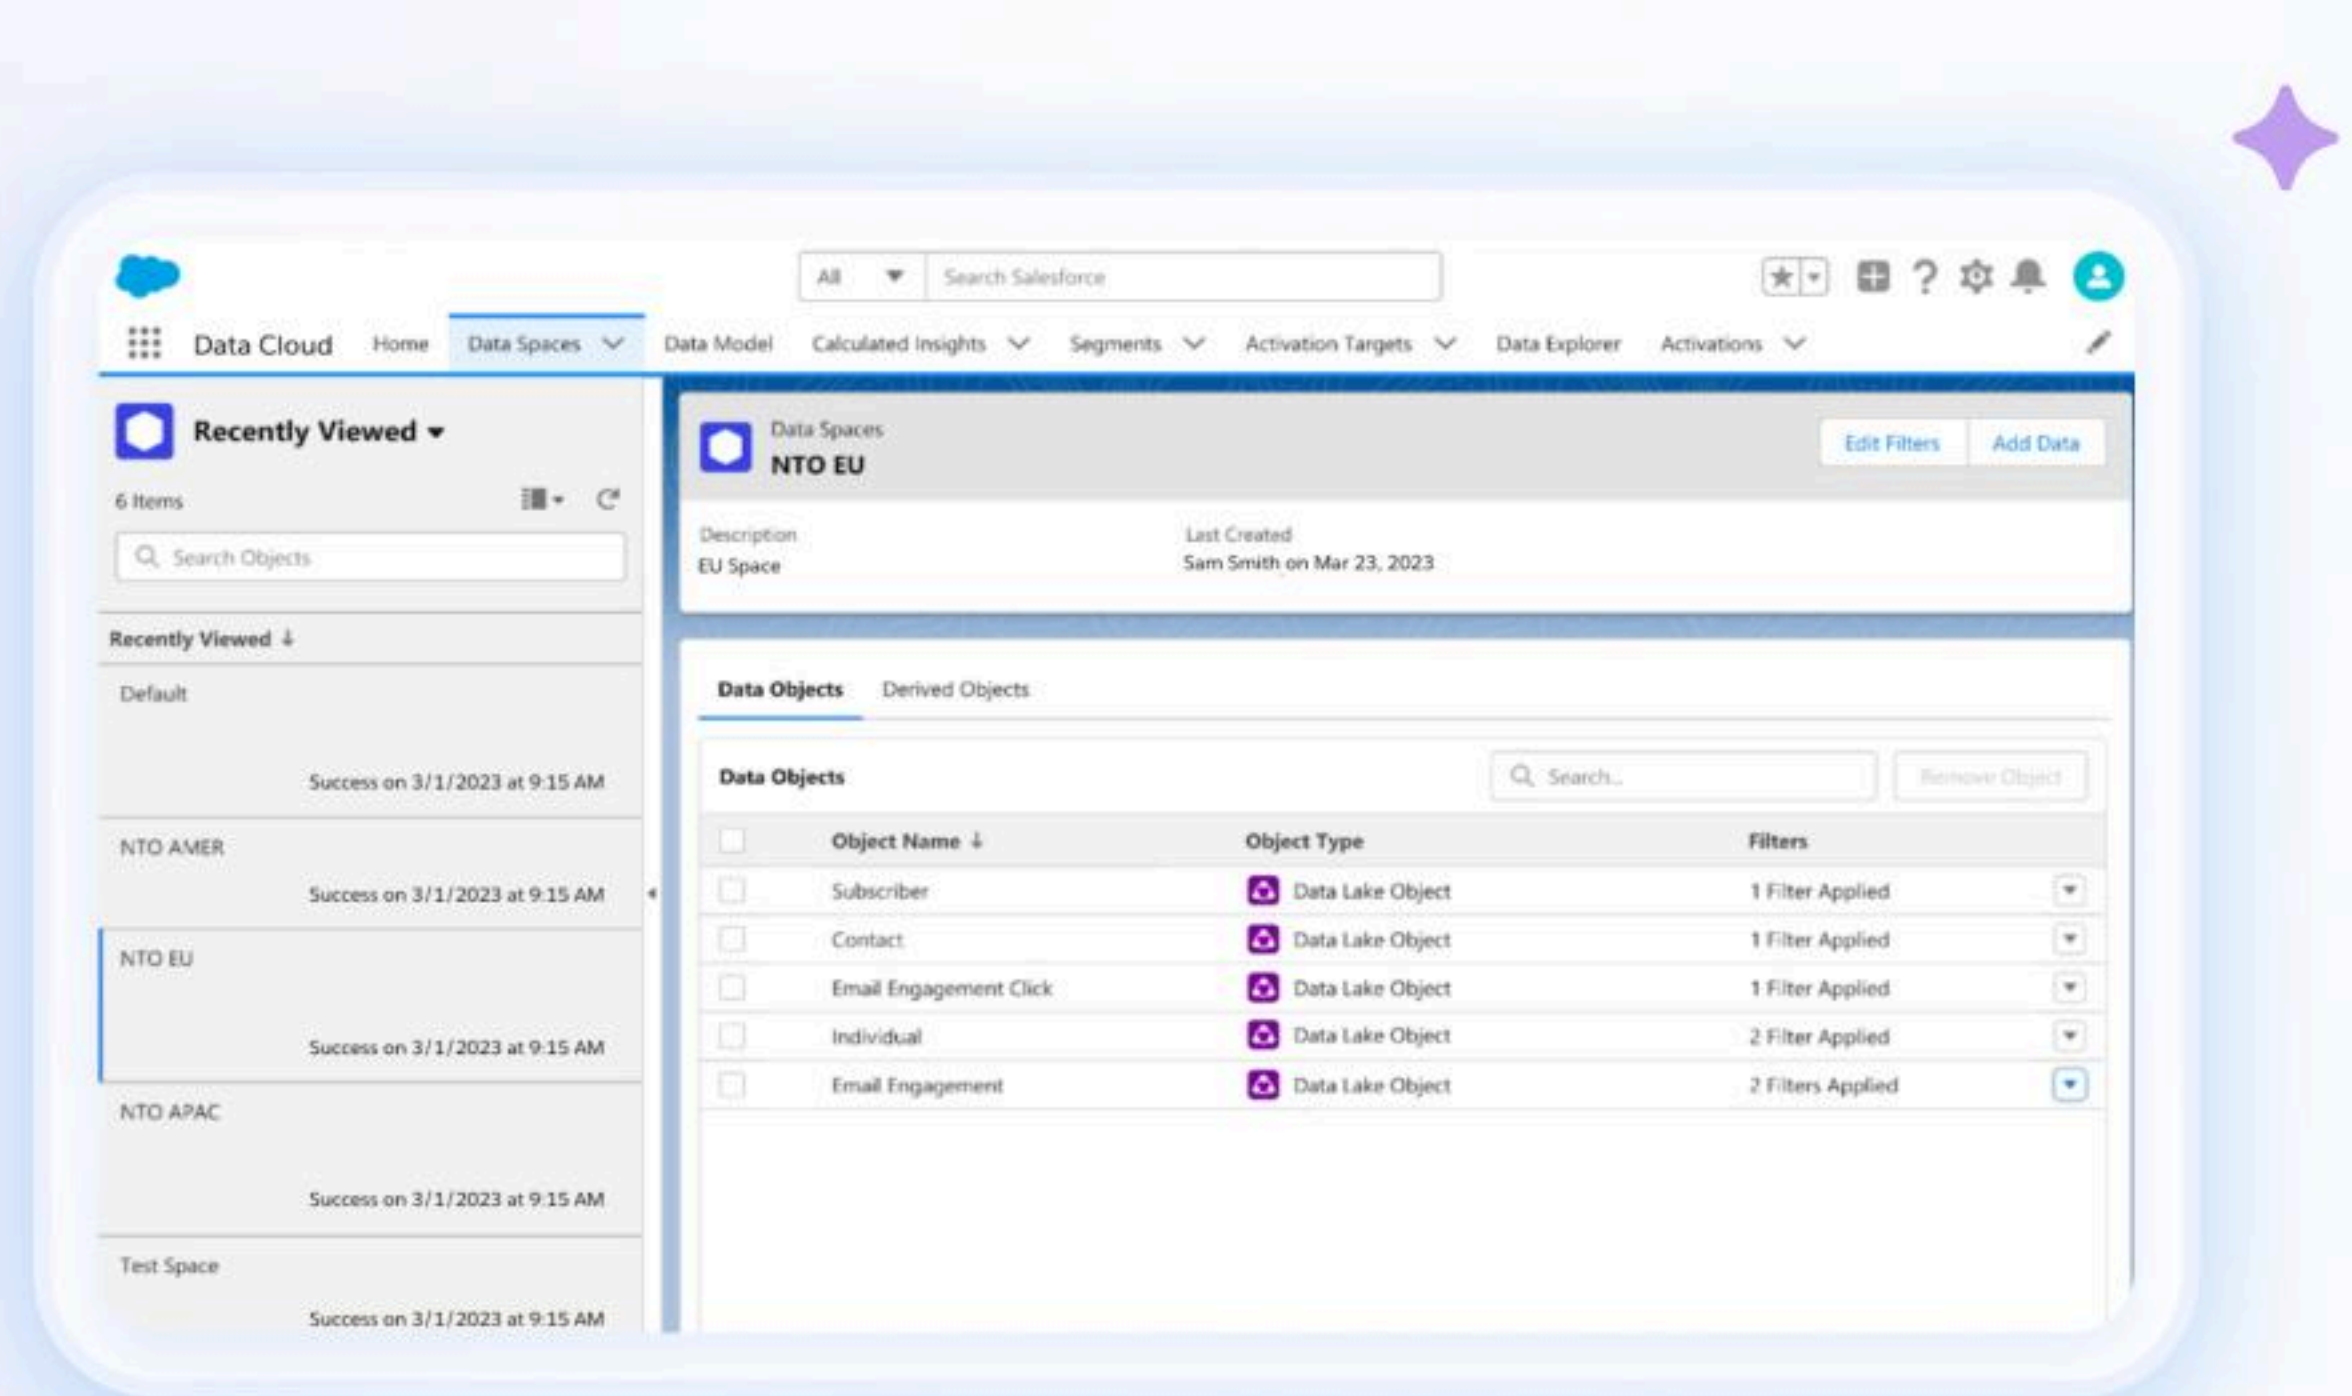 All Search Salesforce
Data Cloud Home Data Spaces Data Model Calculated Insights Segments Activation Targets Data Explorer Activations
Recently Viewed
6 Items
Search Objects
Recently Viewed ↓
Default
Success on 3/1/2023 at 9:15 AM
NTO AMER
Success on 3/1/2023 at 9:15 AM
NTO EU
Success on 3/1/2023 at 9:15 AM
NTO APAC
Success on 3/1/2023 at 9:15 AM
Test Space
Success on 3/1/2023 at 9:15 AM
Data Spaces
NTO EU
Edit Filters Add Data
Description Last Created
EU Space Sam Smith on Mar 23, 2023
Data Objects Derived Objects
Data Objects Search... Remove Object
Object Name ↓ Object Type Filters
Subscriber Data Lake Object 1 Filter Applied
Contact Data Lake Object 1 Filter Applied
Email Engagement Click Data Lake Object 1 Filter Applied
Individual Data Lake Object 2 Filter Applied
Email Engagement Data Lake Object 2 Filters Applied